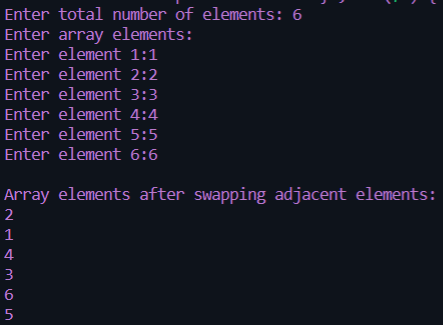 Enter total number of elements: 6
Enter array elements:
Enter element 1:1
Enter element 2:2
Enter element 3:3
Enter element 4:4
Enter element 5:5
Enter element 6:6
Array elements after swapping adjacent elements:
2
1
4
3
6
5